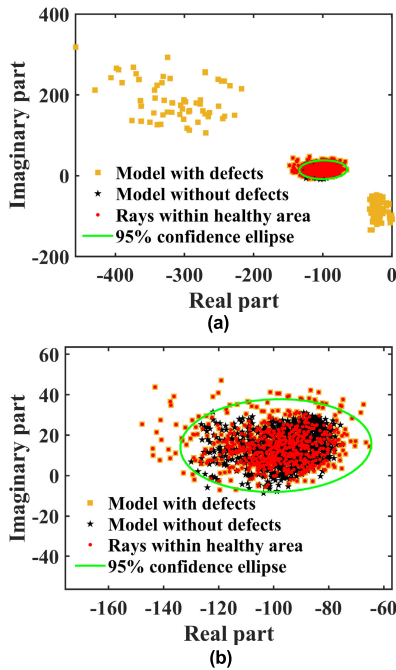 400
200
0
-200
Imaginary part
Model with defects
Model without defects
Rays within healthy area
95% confidence ellipse
-400 -300 -200 -100 0
Real part
(a)
60
40
20
0
-20
-40
Imaginary part
Model with defects
Model without defects
Rays within healthy area
95% confidence ellipse
-160 -140 -120 -100 -80 -60
Real part
(b)